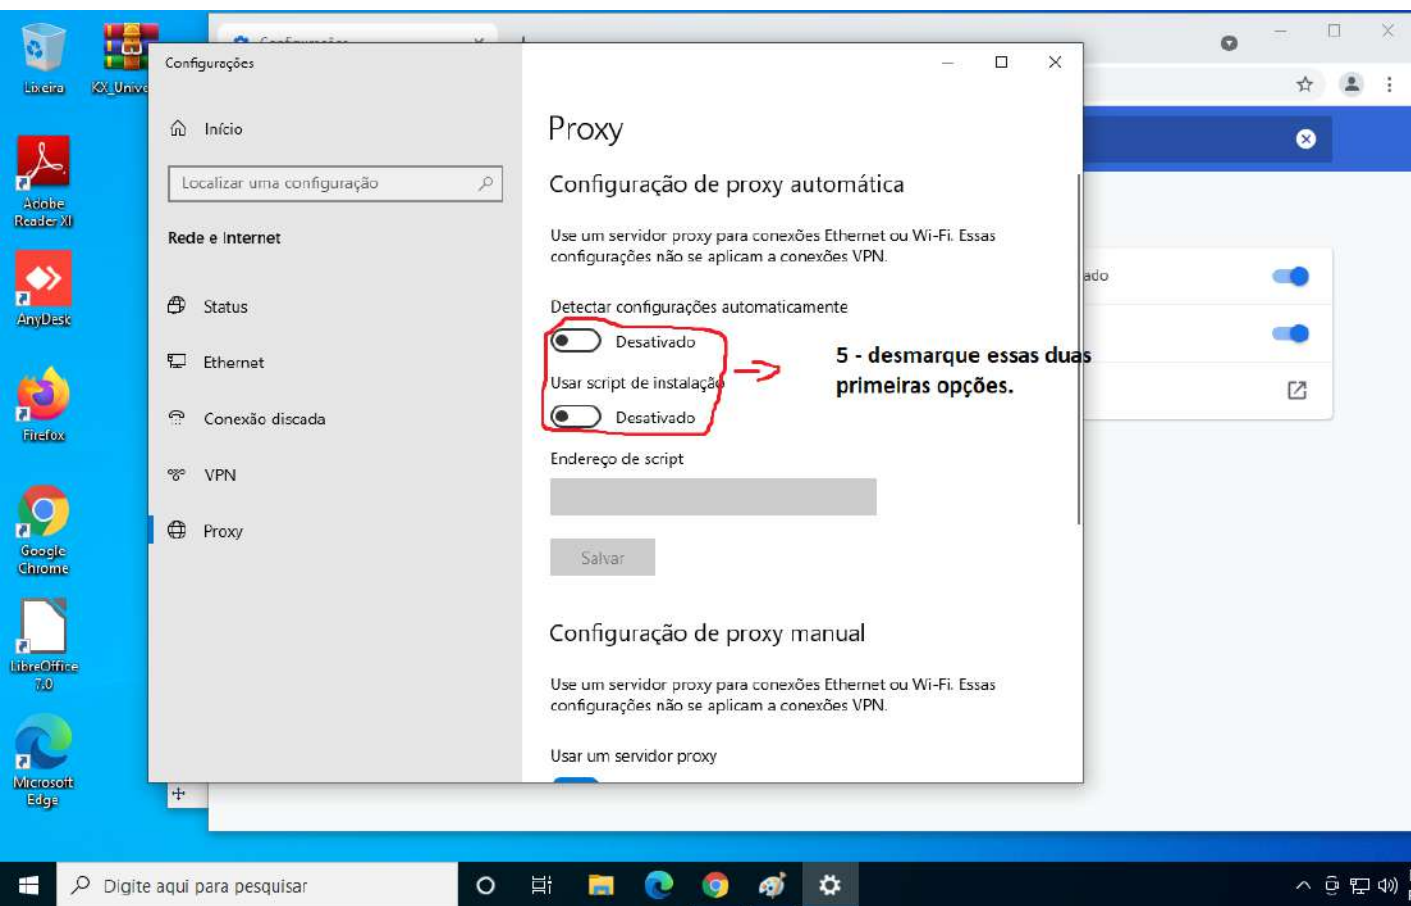 Configurações
Lixeira
Configurações
Início
Proxy
Localizar uma configuração
Configuração de proxy automática
Adobe
Reader XI
Rede e Internet
Use um servidor proxy para conexões Ethernet ou Wi-Fi. Essas
configurações não se aplicam a conexões VPN.
ado
Status
Detectar configurações automaticamente
AnyDesk
Desativado
5 - desmarque essas duas
primeiras opções.
Ethernet
Usar script de instalação
Conexão discada
Desativado
Firefox
Endereço de script
VPN
Proxy
Google
Chrome
Salvar
Configuração de proxy manual
LibreOffice
7.0
Use um servidor proxy para conexões Ethernet ou Wi-Fi. Essas
configurações não se aplicam a conexões VPN.
Usar um servidor proxy
Microsoft
Edge
Digite aqui para pesquisar